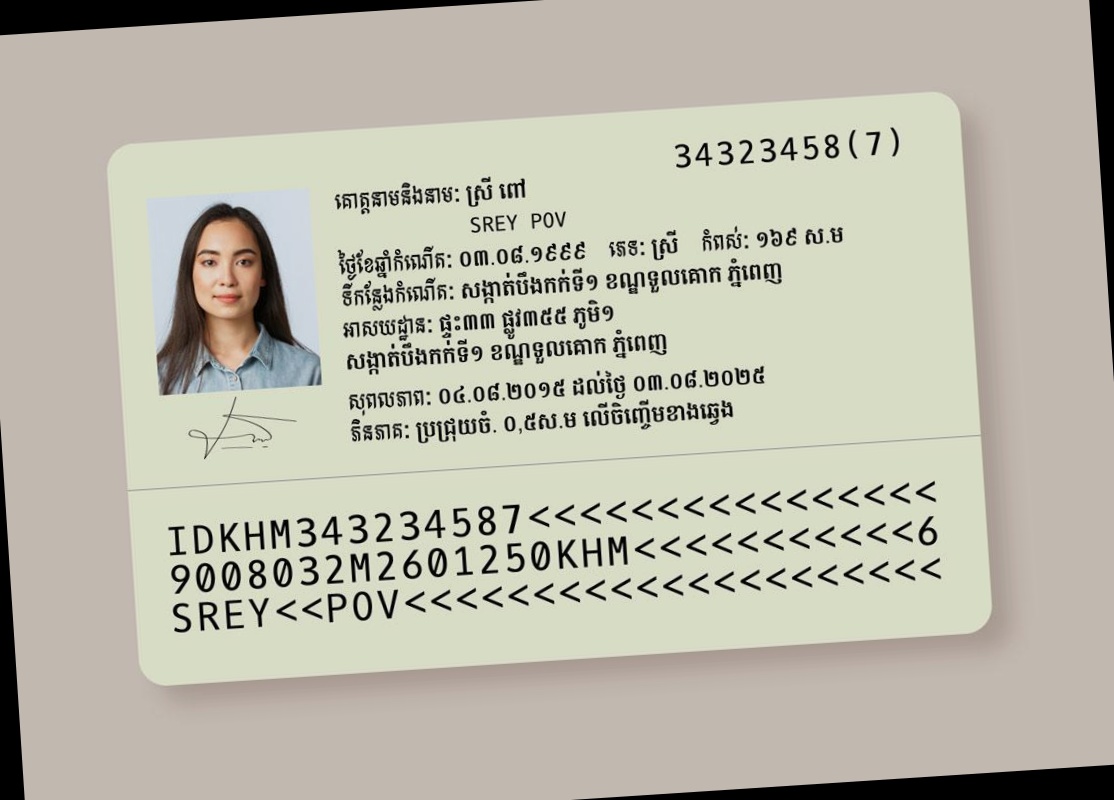 34323458(7)
គោត្តនាមនិងនាម: ស្រី ពៅ
SREY POV
ថ្ងៃខែឆ្នាំកំណើត: ០៣.០៨.១៩៩៩ ភេទ: ស្រី កំពស់: ១៦៩ ស.ម
ទីកន្លែងកំណើត: សង្កាត់បឹងកក់ទី១ ខណ្ឌទួលគោក ភ្នំពេញ
អាសយដ្ឋាន: ផ្ទះ៣៣ ផ្លូវ៣៥៥ ភូមិ១
សង្កាត់បឹងកក់ទី១ ខណ្ឌទួលគោក ភ្នំពេញ
សុពលភាព: ០៤.០៨.២០១៥ ដល់ថ្ងៃ ០៣.០៨.២០២៥
ភិនភាគ: ប្រជ្រុយចំ. ០,៥ស.ម លើចិញ្ចើមខាងឆ្វេង
IDKHM343234587<<<<<<<<<<<<<<<<
9008032M2601250KHM<<<<<<<<<<<6
SREY<<POV<<<<<<<<<<<<<<<<<<<<<